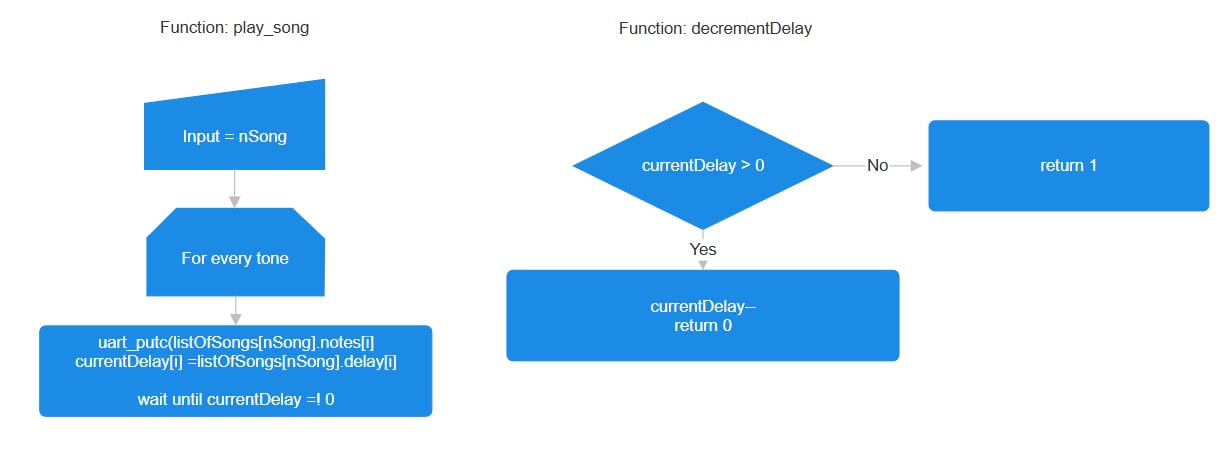 Function: play_song
Input = nSong
For every tone
uart_putc(listOfSongs[nSong].notes[i]
currentDelay[i] =listOfSongs[nSong].delay[i]
wait until currentDelay =! 0
Function: decrementDelay
currentDelay > 0
No
return 1
Yes
currentDelay--
return 0